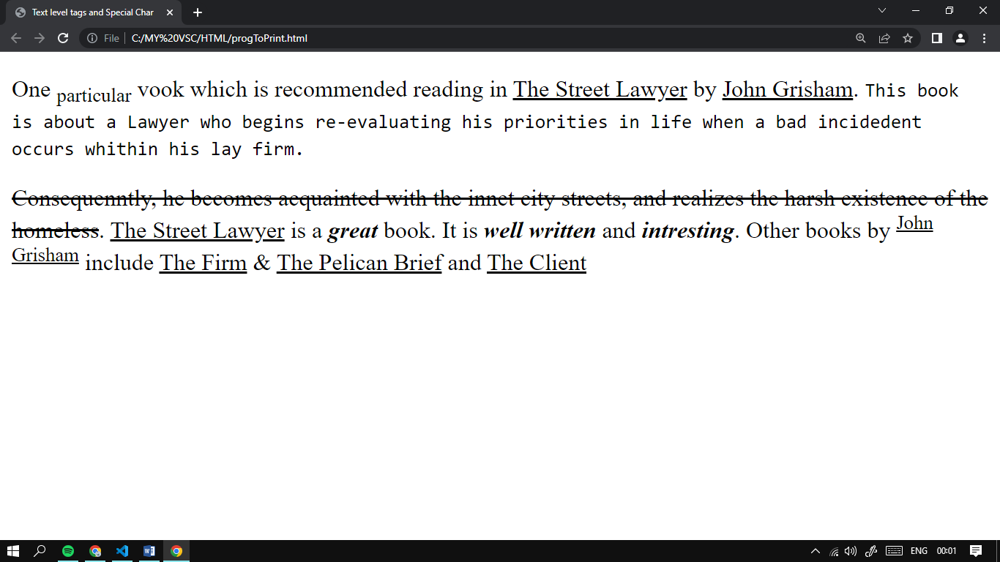 Text level tags and Special Char
File C:/MY%20VSC/HTML/progToPrint.html
One particular vook which is recommended reading in The Street Lawyer by John Grisham. This book
is about a Lawyer who begins re-evaluating his priorities in life when a bad incidedent
occurs whithin his lay firm.
Consequenntly, he becomes acquainted with the innet city streets, and realizes the harsh existence of the
homeless. The Street Lawyer is a great book. It is well written and intresting. Other books by John
Grisham include The Firm & The Pelican Brief and The Client
ENG 00:01